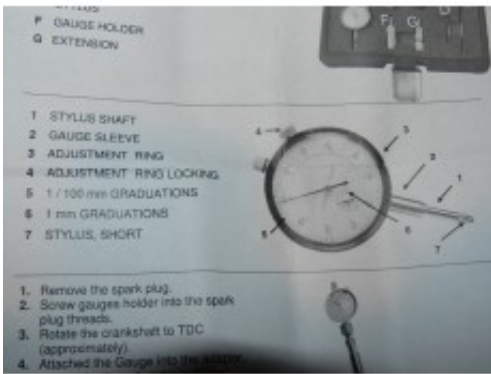 STYLUS
F GAUGE HOLDER
G EXTENSION
F G
1 STYLUS SHAFT
2 GAUGE SLEEVE
3 ADJUSTMENT RING
4 ADJUSTMENT RING LOCKING
5 1 / 100 mm GRADUATIONS
6 1 mm GRADUATIONS
7 STYLUS, SHORT
4
3
2
1
5
6
7
1. Remove the spark plug.
2. Screw gauges holder into the spark
plug threads.
3. Rotate the crankshaft to TDC
(approximately).
4. Attached the Gauge into the adapter.